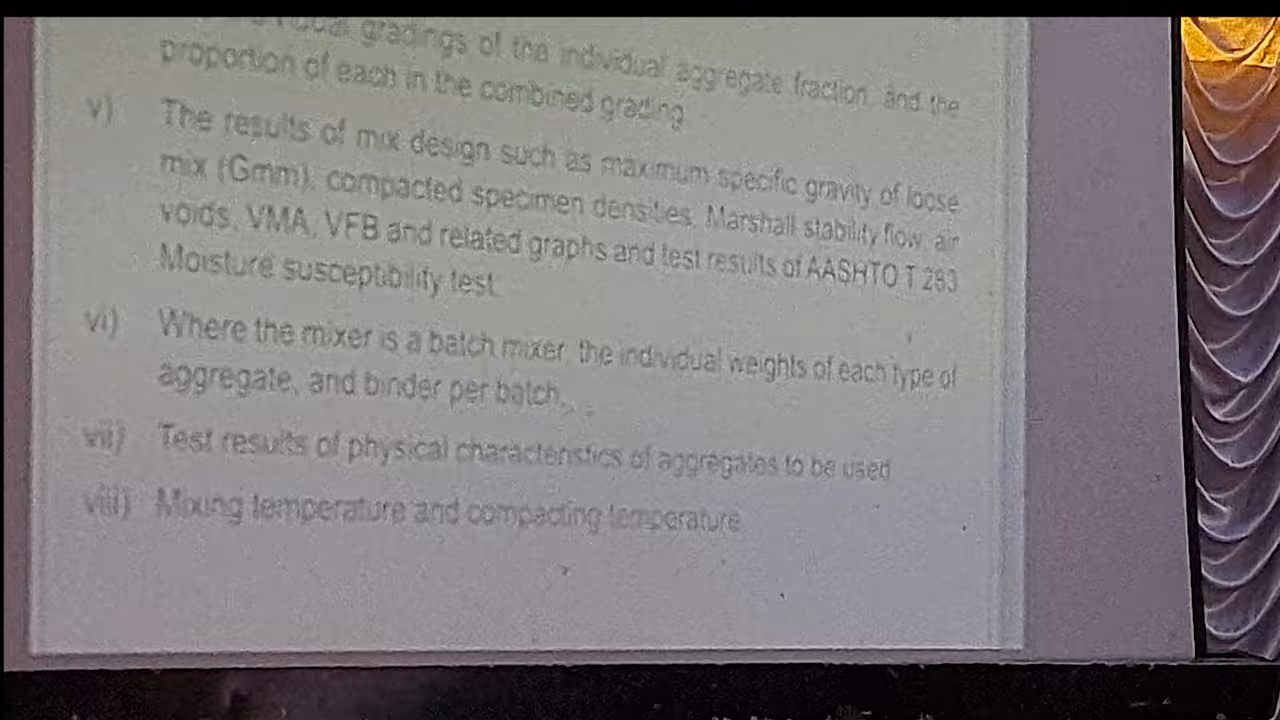 gradings of the individual aggregate fraction, and the
proportion of each in the combined grading
v) The results of mix design such as maximum specific gravity of loose
mix (Gmm), compacted specimen densities, Marshall stability, flow, air
voids, VMA, VFB and related graphs and test results of AASHTO T 283
Moisture susceptibility test.
vi) Where the mixer is a batch mixer, the individual weights of each type of
aggregate, and binder per batch.
vii) Test results of physical characteristics of aggregates to be used
viii) Mixing temperature and compacting temperature